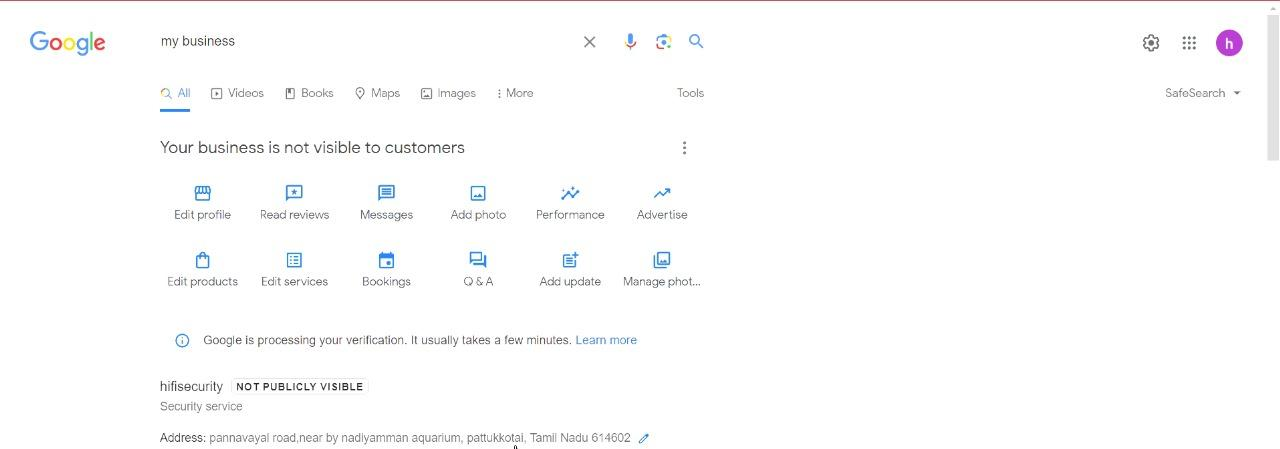 Google
my business
h
All
Videos
Books
Maps
Images
More
Tools
SafeSearch
Your business is not visible to customers
Edit profile
Read reviews
Messages
Add photo
Performance
Advertise
Edit products
Edit services
Bookings
Q & A
Add update
Manage phot...
Google is processing your verification. It usually takes a few minutes. Learn more
hifisecurity NOT PUBLICLY VISIBLE
Security service
Address: pannavayal road,near by nadiyamman aquarium, pattukkotai, Tamil Nadu 614602